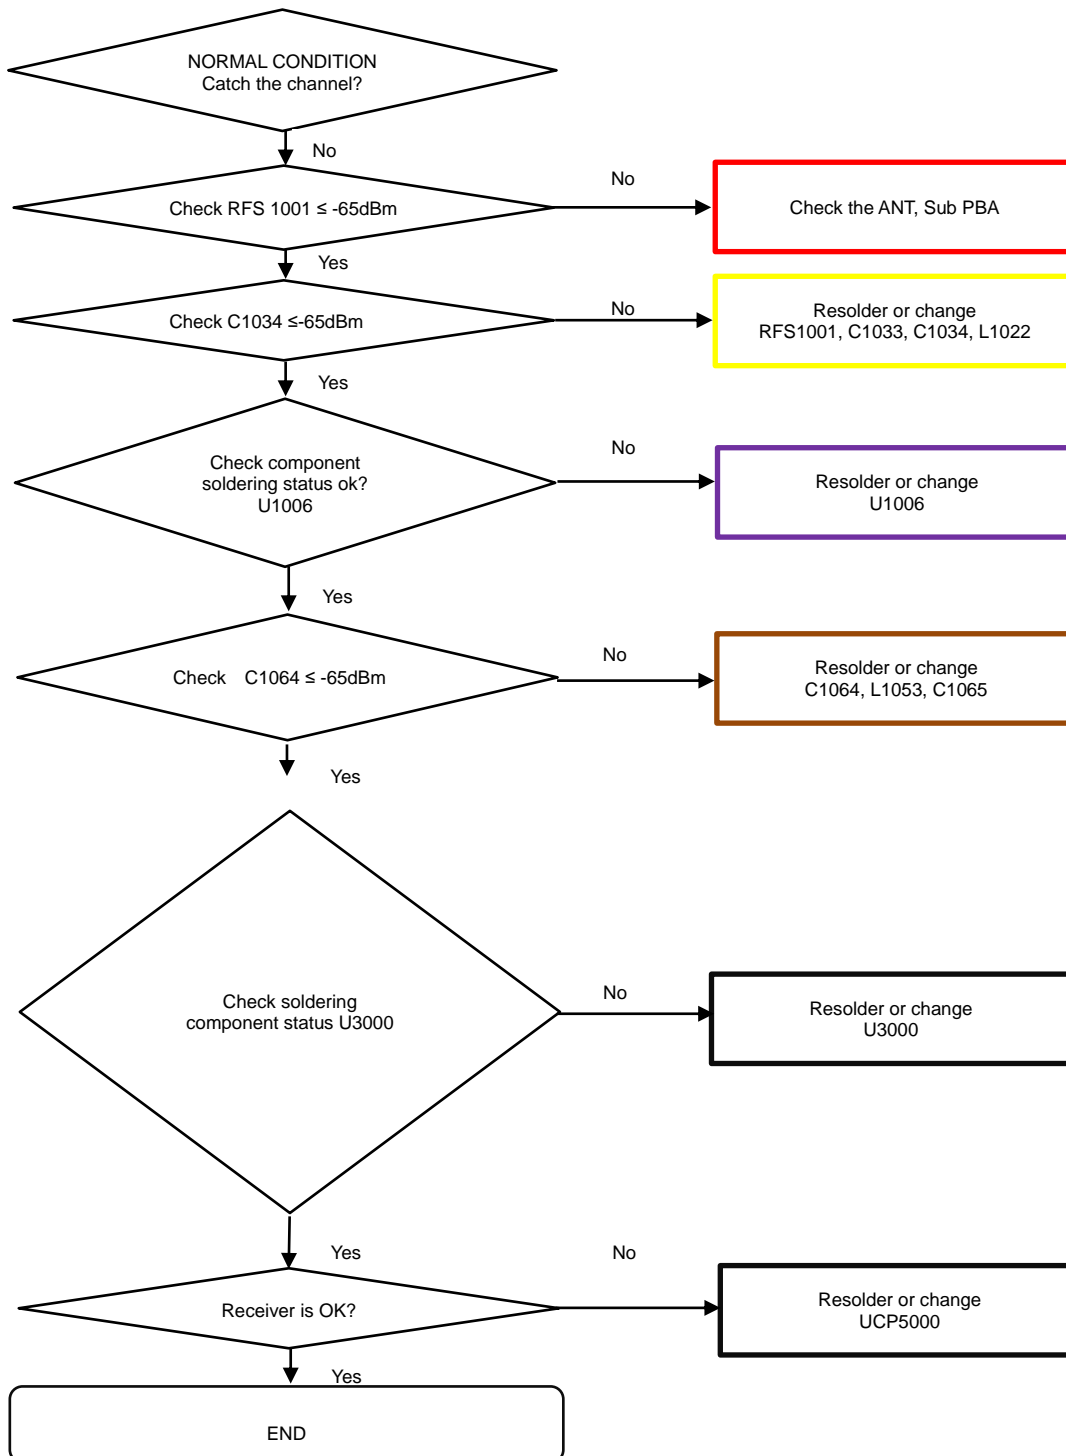 NORMAL CONDITION
Catch the channel?
No
No
Check RFS 1001 ≤ -65dBm
Check the ANT, Sub PBA
Yes
No
Check C1034 ≤-65dBm
Resolder or change
RFS1001, C1033, C1034, L1022
Yes
No
Check component
soldering status ok?
U1006
Resolder or change
U1006
Yes
No
Check C1064 ≤ -65dBm
Resolder or change
C1064, L1053, C1065
Yes
No
Check soldering
component status U3000
Resolder or change
U3000
Yes
No
Receiver is OK?
Resolder or change
UCP5000
Yes
END